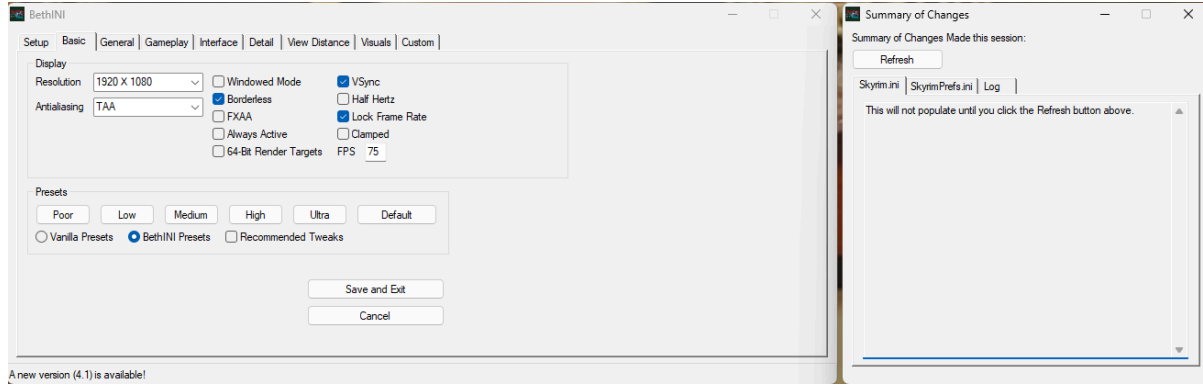 BethINI
Setup Basic General Gameplay Interface Detail View Distance Visuals Custom
Display
Resolution 1920 X 1080 Windowed Mode VSync
Borderless Half Hertz
Antialiasing TAA FXAA Lock Frame Rate
Always Active Clamped
64-Bit Render Targets FPS 75
Presets
Poor Low Medium High Ultra Default
Vanilla Presets BethINI Presets Recommended Tweaks
Save and Exit
Cancel
A new version (4.1) is available!
Summary of Changes
Summary of Changes Made this session:
Refresh
Skyrim.ini SkyrimPrefs.ini Log
This will not populate until you click the Refresh button above.